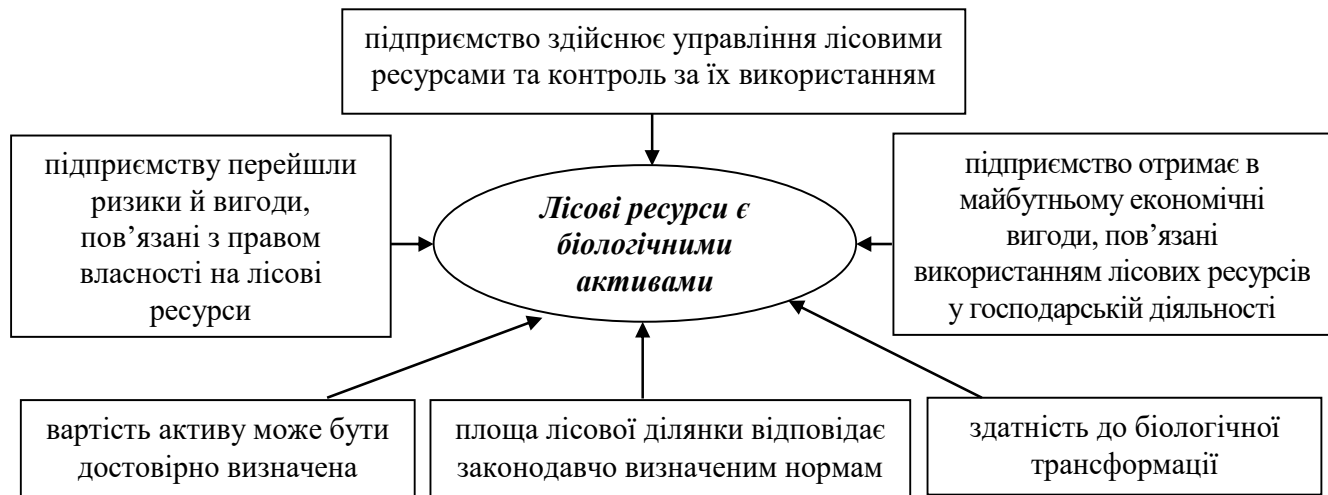 підприємство здійснює управління лісовими
ресурсами та контроль за їх використанням
підприємству перейшли
ризики й вигоди,
пов’язані з правом
власності на лісові
ресурси
Лісові ресурси є
біологічними
активами
підприємство отримає в
майбутньому економічні
вигоди, пов’язані
використанням лісових ресурсів
у господарській діяльності
вартість активу може бути
достовірно визначена
площа лісової ділянки відповідає
законодавчо визначеним нормам
здатність до біологічної
трансформації